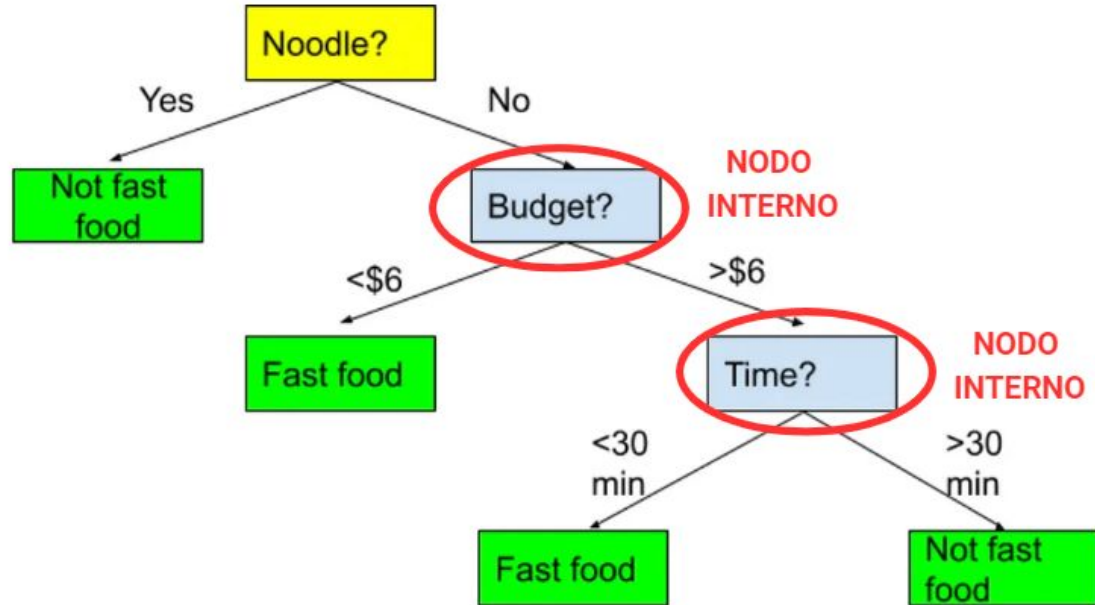 Noodle?
Yes
No
Not fast
food
Budget?
NODO
INTERNO
<$6
>$6
Fast food
Time?
NODO
INTERNO
<30
min
>30
min
Fast food
Not fast
food